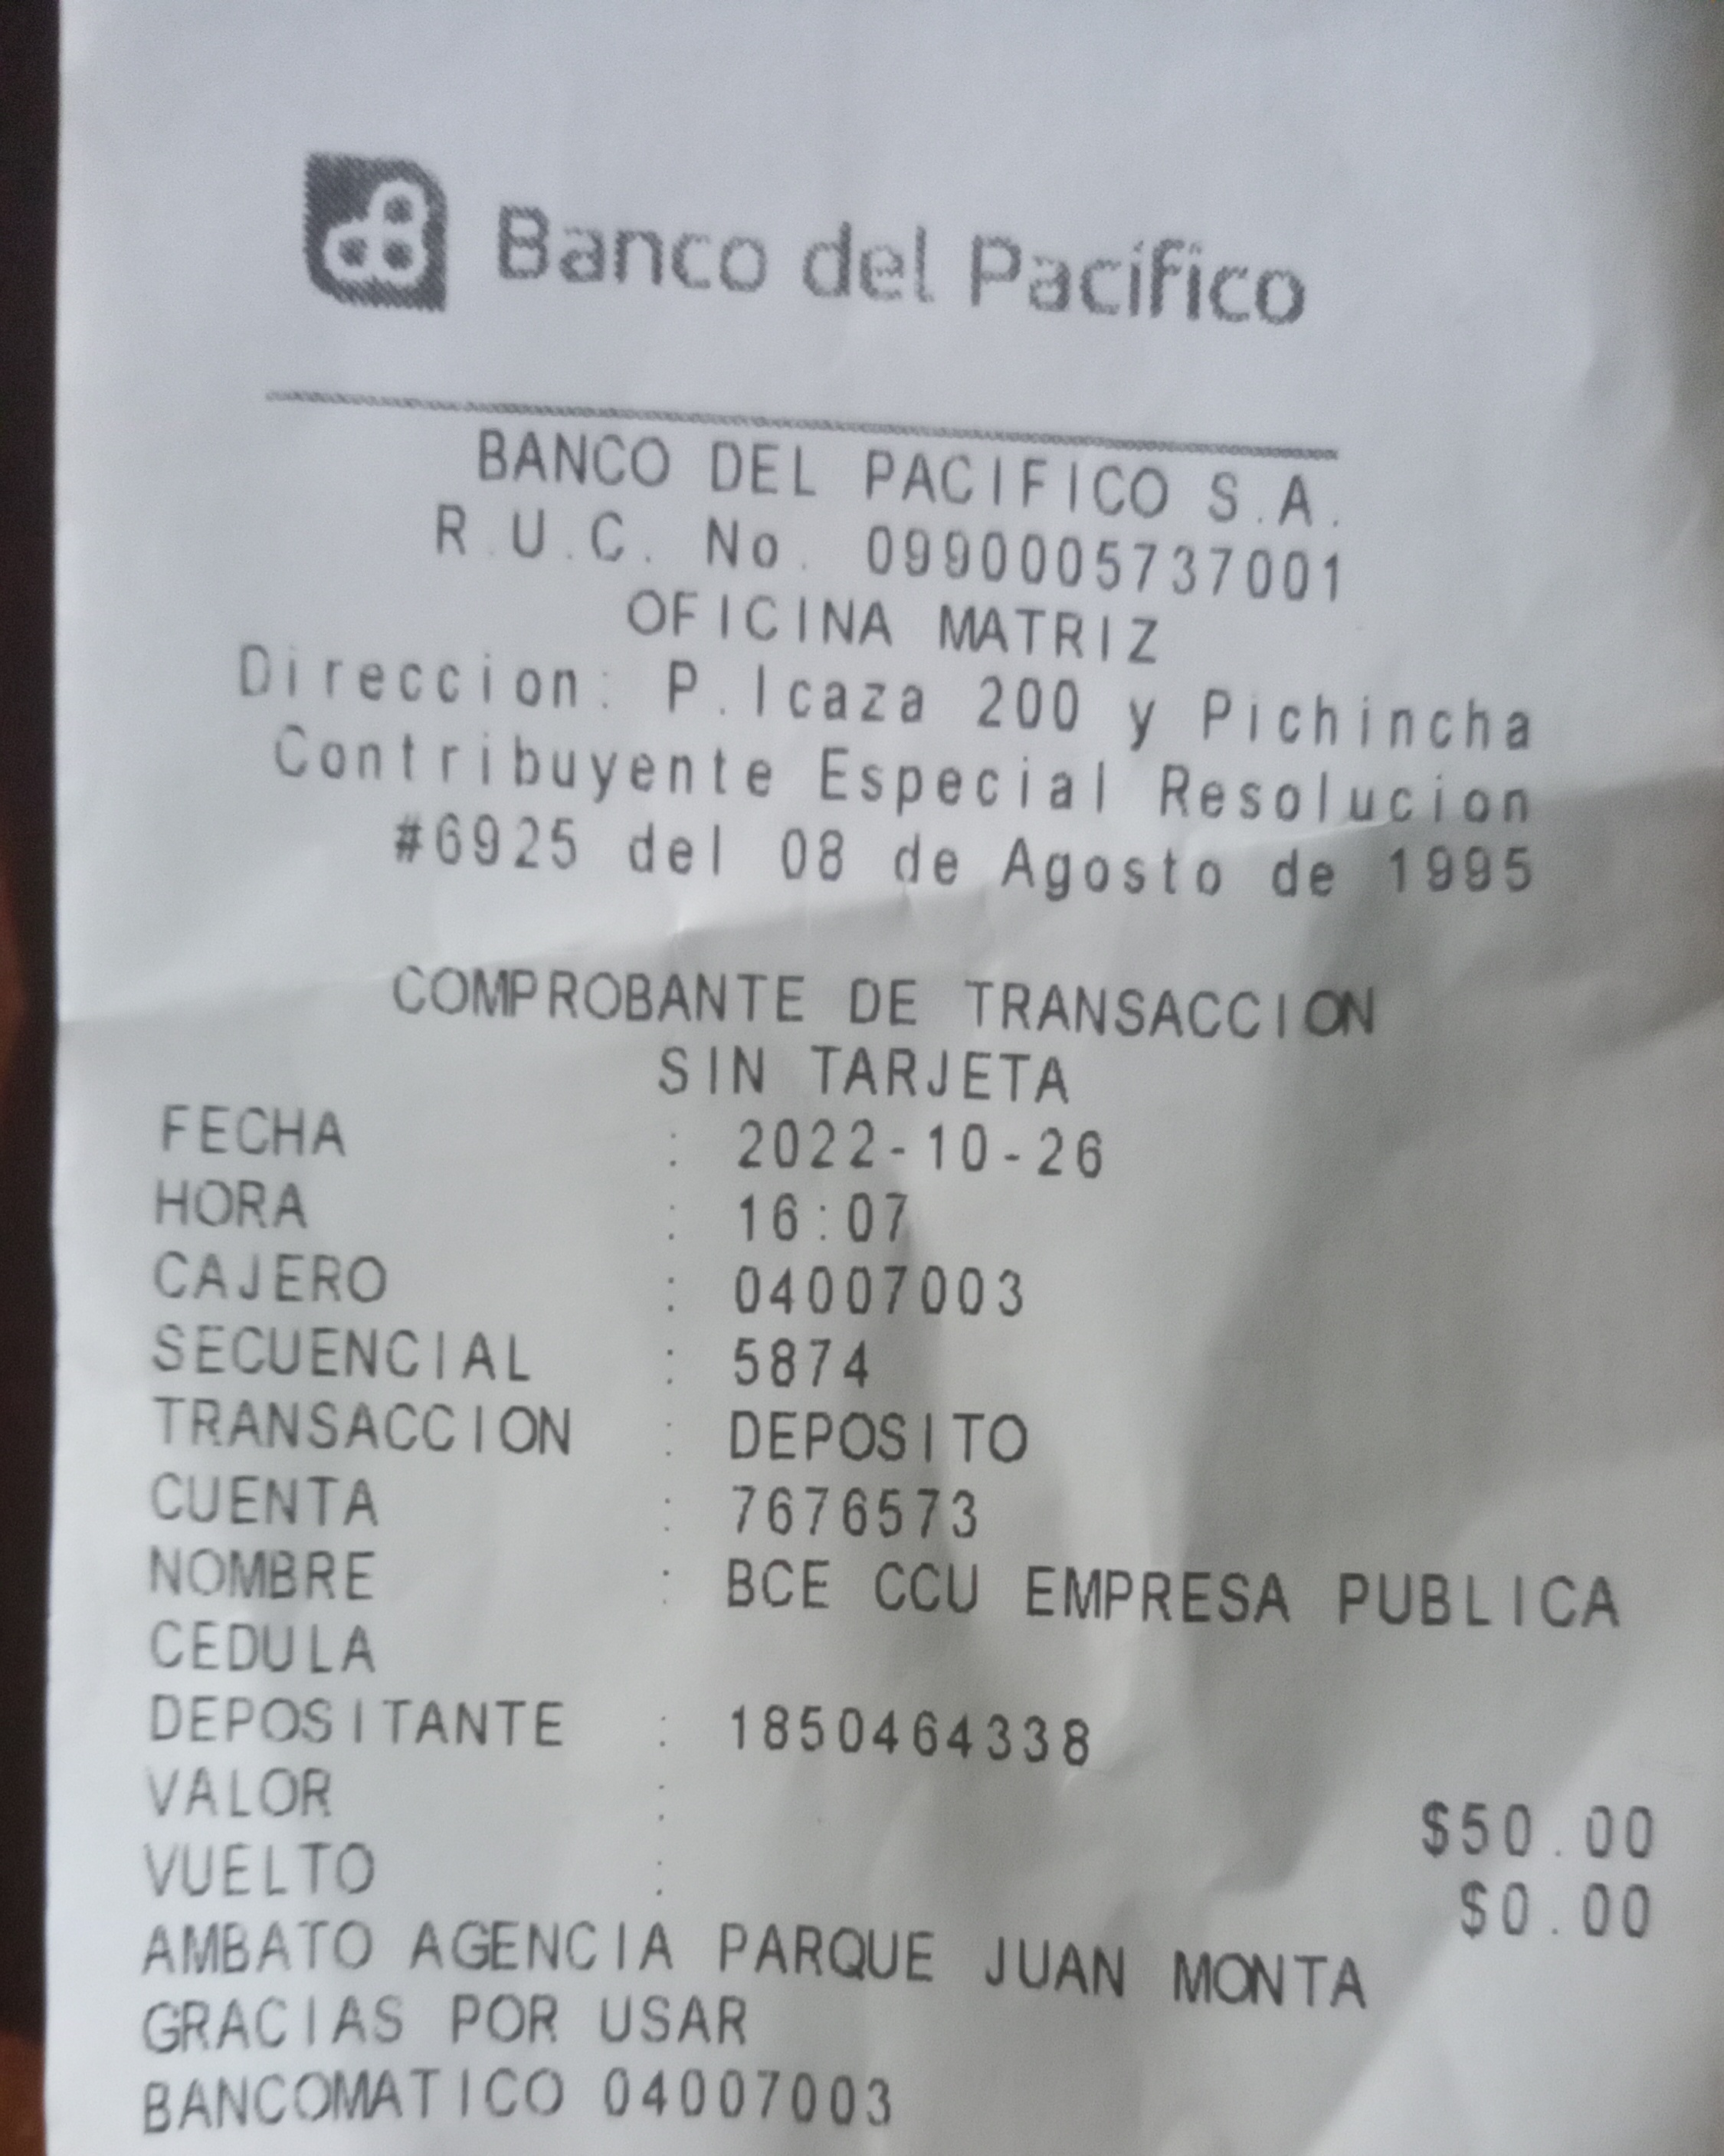 Banco del Pacifico
BANCO DEL PACIFICO S.A.
R.U.C. No. 0990005737001
OFICINA MATRIZ
Direccion: P.Icaza 200 y Pichincha
Contribuyente Especial Resolucion
#6925 del 08 de Agosto de 1995
COMPROBANTE DE TRANSACCION
SIN TARJETA
FECHA : 2022-10-26
HORA : 16:07
CAJERO : 04007003
SECUENCIAL : 5874
TRANSACCION : DEPOSITO
CUENTA : 7676573
NOMBRE : BCE CCU EMPRESA PUBLICA
CEDULA
DEPOSITANTE : 1850464338
VALOR : $50.00
VUELTO : $0.00
AMBATO AGENCIA PARQUE JUAN MONTA
GRACIAS POR USAR
BANCOMATICO 04007003